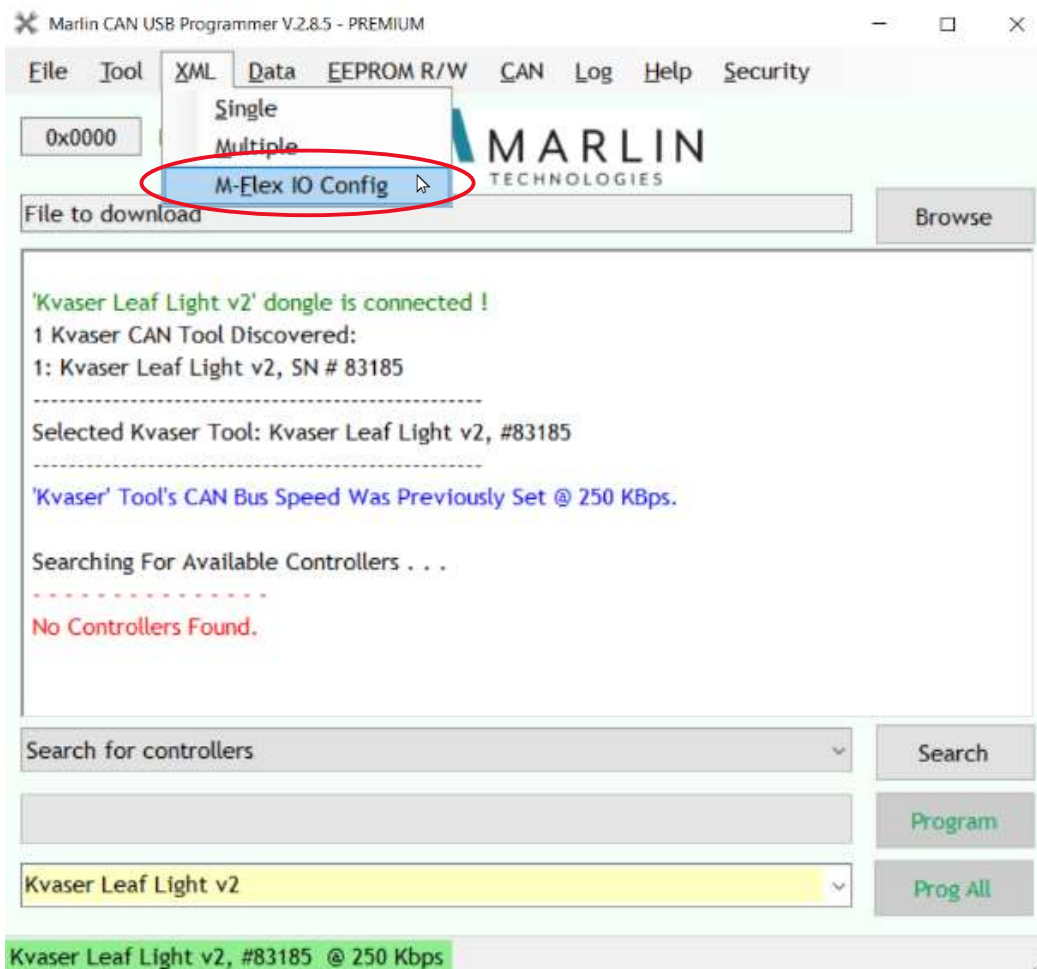 Marlin CAN USB Programmer V.2.8.5 - PREMIUM
File Tool XML Data EEPROM R/W CAN Log Help Security
Single
Multiple
M-Flex IO Config
0x0000
MARLIN
TECHNOLOGIES
File to download
Browse
'Kvaser Leaf Light v2' dongle is connected !
1 Kvaser CAN Tool Discovered:
1: Kvaser Leaf Light v2, SN # 83185
--------------------------------------------------
Selected Kvaser Tool: Kvaser Leaf Light v2, #83185
--------------------------------------------------
'Kvaser' Tool's CAN Bus Speed Was Previously Set @ 250 KBps.
Searching For Available Controllers . . .
- - - - - - - - - - - - - - -
No Controllers Found.
Search for controllers
Search
Program
Kvaser Leaf Light v2
Prog All
Kvaser Leaf Light v2, #83185 @ 250 Kbps